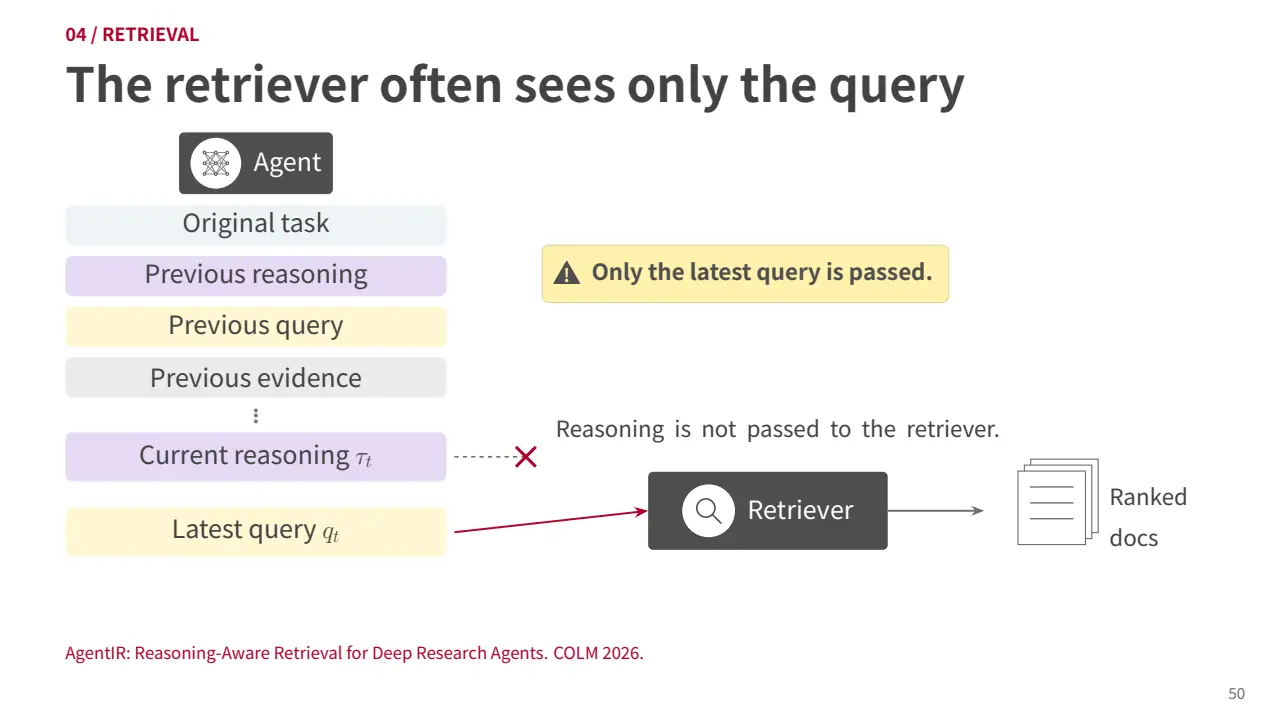 04 / RETRIEVAL
The retriever often sees only the query
Agent
Original task
Previous reasoning
Previous query
Previous evidence
⋮
Current reasoning τₜ
Latest query qₜ
Only the latest query is passed.
Reasoning is not passed to the retriever.
Retriever
Ranked
docs
AgentIR: Reasoning-Aware Retrieval for Deep Research Agents. COLM 2026.
50